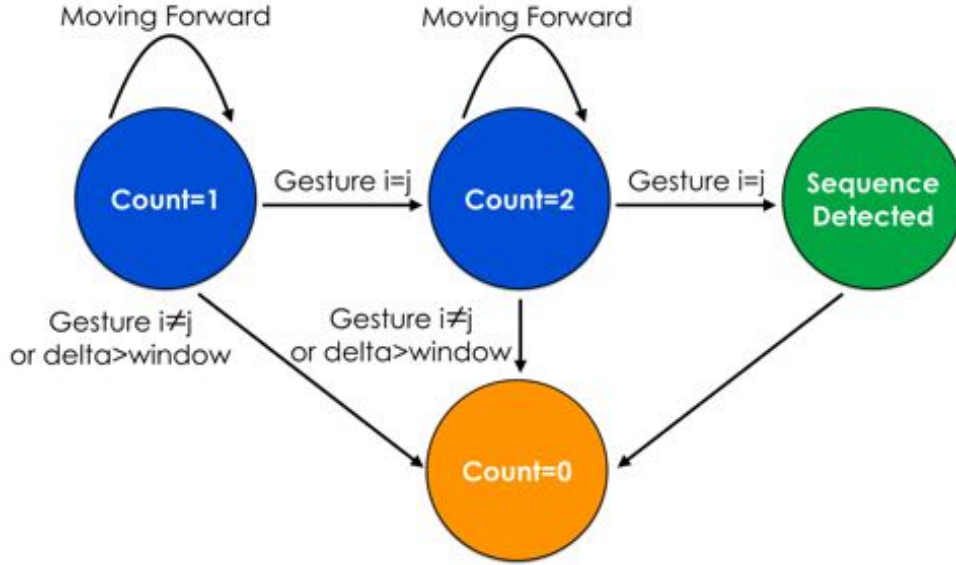 Moving Forward
Moving Forward
Count=1
Gesture i=j
Count=2
Gesture i=j
Sequence
Detected
Gesture i≠j
or delta>window
Gesture i≠j
or delta>window
Count=0